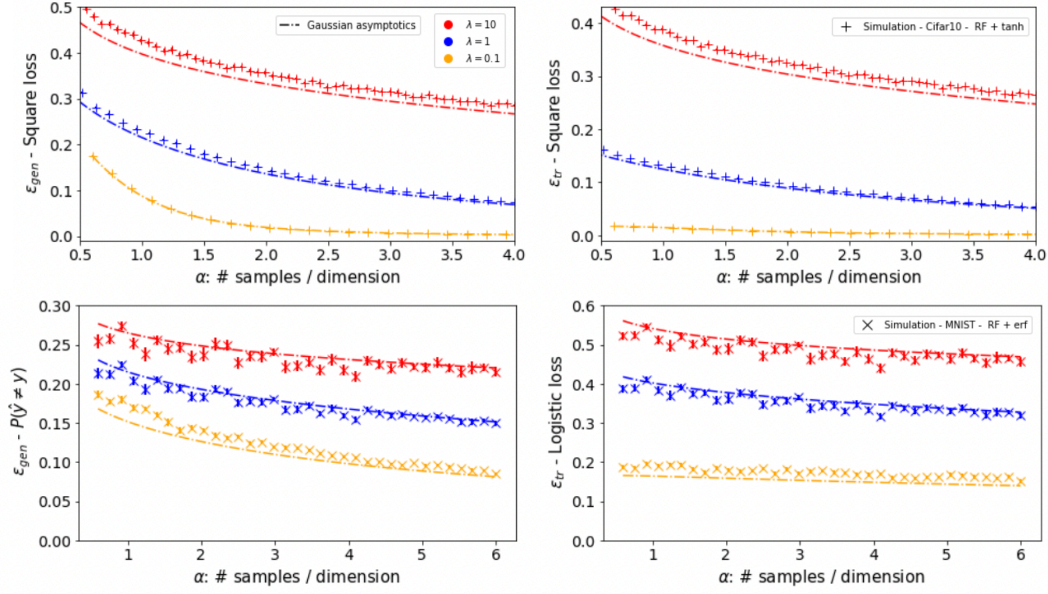 0.5
0.4
0.3
0.2
0.1
0.0
ε_gen - Square loss
Gaussian asymptotics
λ = 10
λ = 1
λ = 0.1
0.5 1.0 1.5 2.0 2.5 3.0 3.5 4.0
α: # samples / dimension
0.4
0.3
0.2
0.1
0.0
ε_tr - Square loss
Simulation - Cifar10 - RF + tanh
0.5 1.0 1.5 2.0 2.5 3.0 3.5 4.0
α: # samples / dimension
0.30
0.25
0.20
0.15
0.10
0.05
0.00
ε_gen - P(ŷ ≠ y)
1 2 3 4 5 6
α: # samples / dimension
0.6
0.5
0.4
0.3
0.2
0.1
0.0
ε_tr - Logistic loss
Simulation - MNIST - RF + erf
1 2 3 4 5 6
α: # samples / dimension